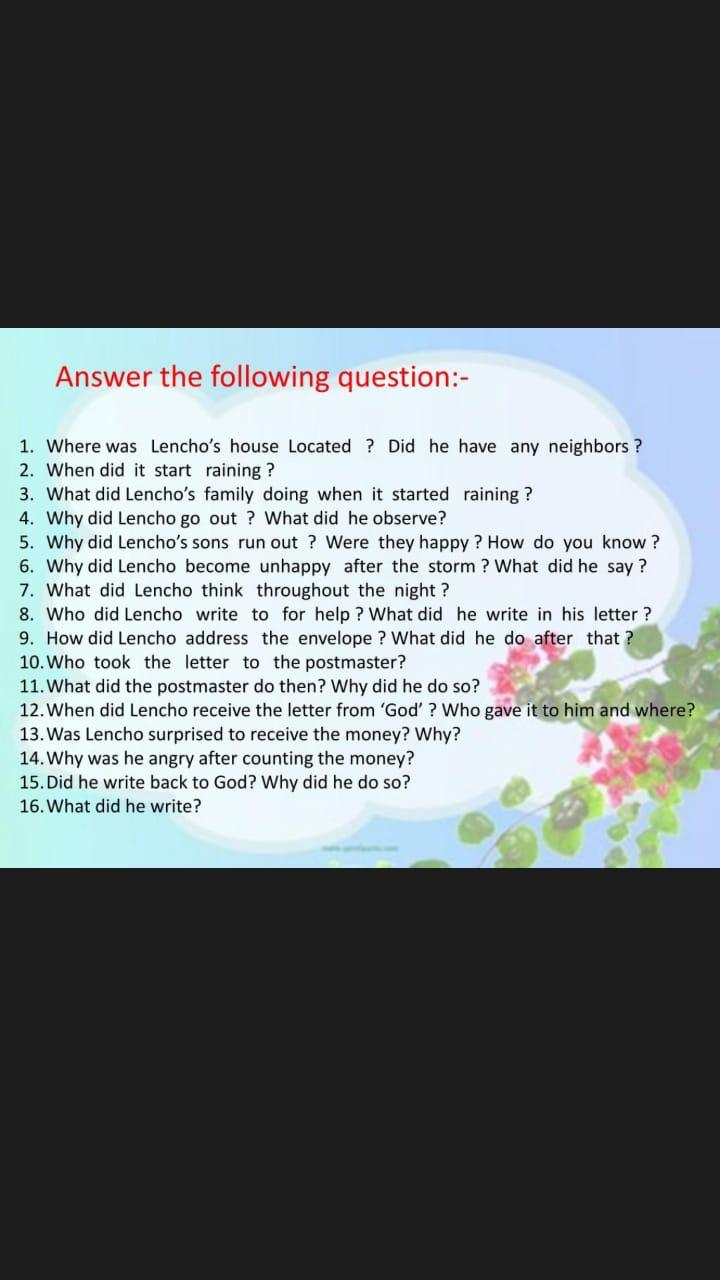 Answer the following question:-
1. Where was Lencho's house Located ? Did he have any neighbors ?
2. When did it start raining ?
3. What did Lencho's family doing when it started raining ?
4. Why did Lencho go out ? What did he observe?
5. Why did Lencho's sons run out ? Were they happy ? How do you know ?
6. Why did Lencho become unhappy after the storm ? What did he say ?
7. What did Lencho think throughout the night ?
8. Who did Lencho write to for help ? What did he write in his letter ?
9. How did Lencho address the envelope ? What did he do after that ?
10. Who took the letter to the postmaster?
11. What did the postmaster do then? Why did he do so?
12. When did Lencho receive the letter from ‘God’ ? Who gave it to him and where?
13. Was Lencho surprised to receive the money? Why?
14. Why was he angry after counting the money?
15. Did he write back to God? Why did he do so?
16. What did he write?